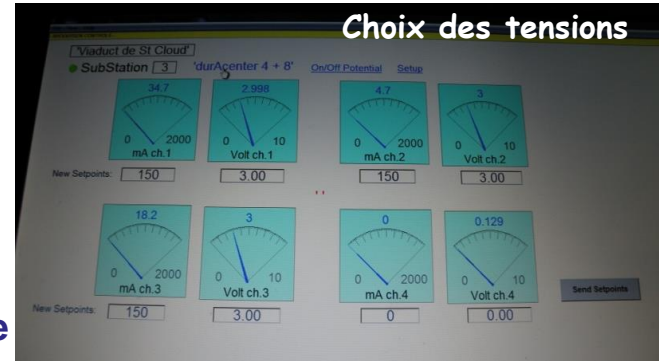 Choix des tensions
'Viaduct de St Cloud'
SubStation 3 'durAcenter 4 + 8' On/Off Potential Setup
34.7 2.998 4.7 3
0 2000 0 10 0 2000 0 10
mA ch.1 Volt ch.1 mA ch.2 Volt ch.2
New Setpoints: 150 3.00 150 3.00
18.2 3 0 0.129
0 2000 0 10 0 2000 0 10
mA ch.3 Volt ch.3 mA ch.4 Volt ch.4
Send Setpoints
New Setpoints: 150 3.00 0 0.00
e